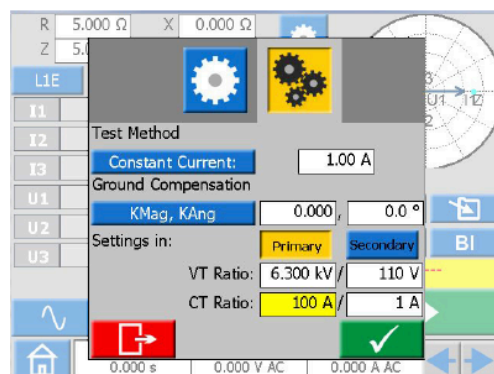 R 5.000 Ω X 0.000 Ω
Z 5.0
L1E
I1
I2
I3
U1
U2
U3
Test Method
Constant Current: 1.00 A
Ground Compensation
KMag, KAng 0.000 , 0.0 °
Settings in: Primary Secondary
VT Ratio: 6.300 kV / 110 V
CT Ratio: 100 A / 1 A
BI
0.000 s 0.000 V AC 0.000 A AC